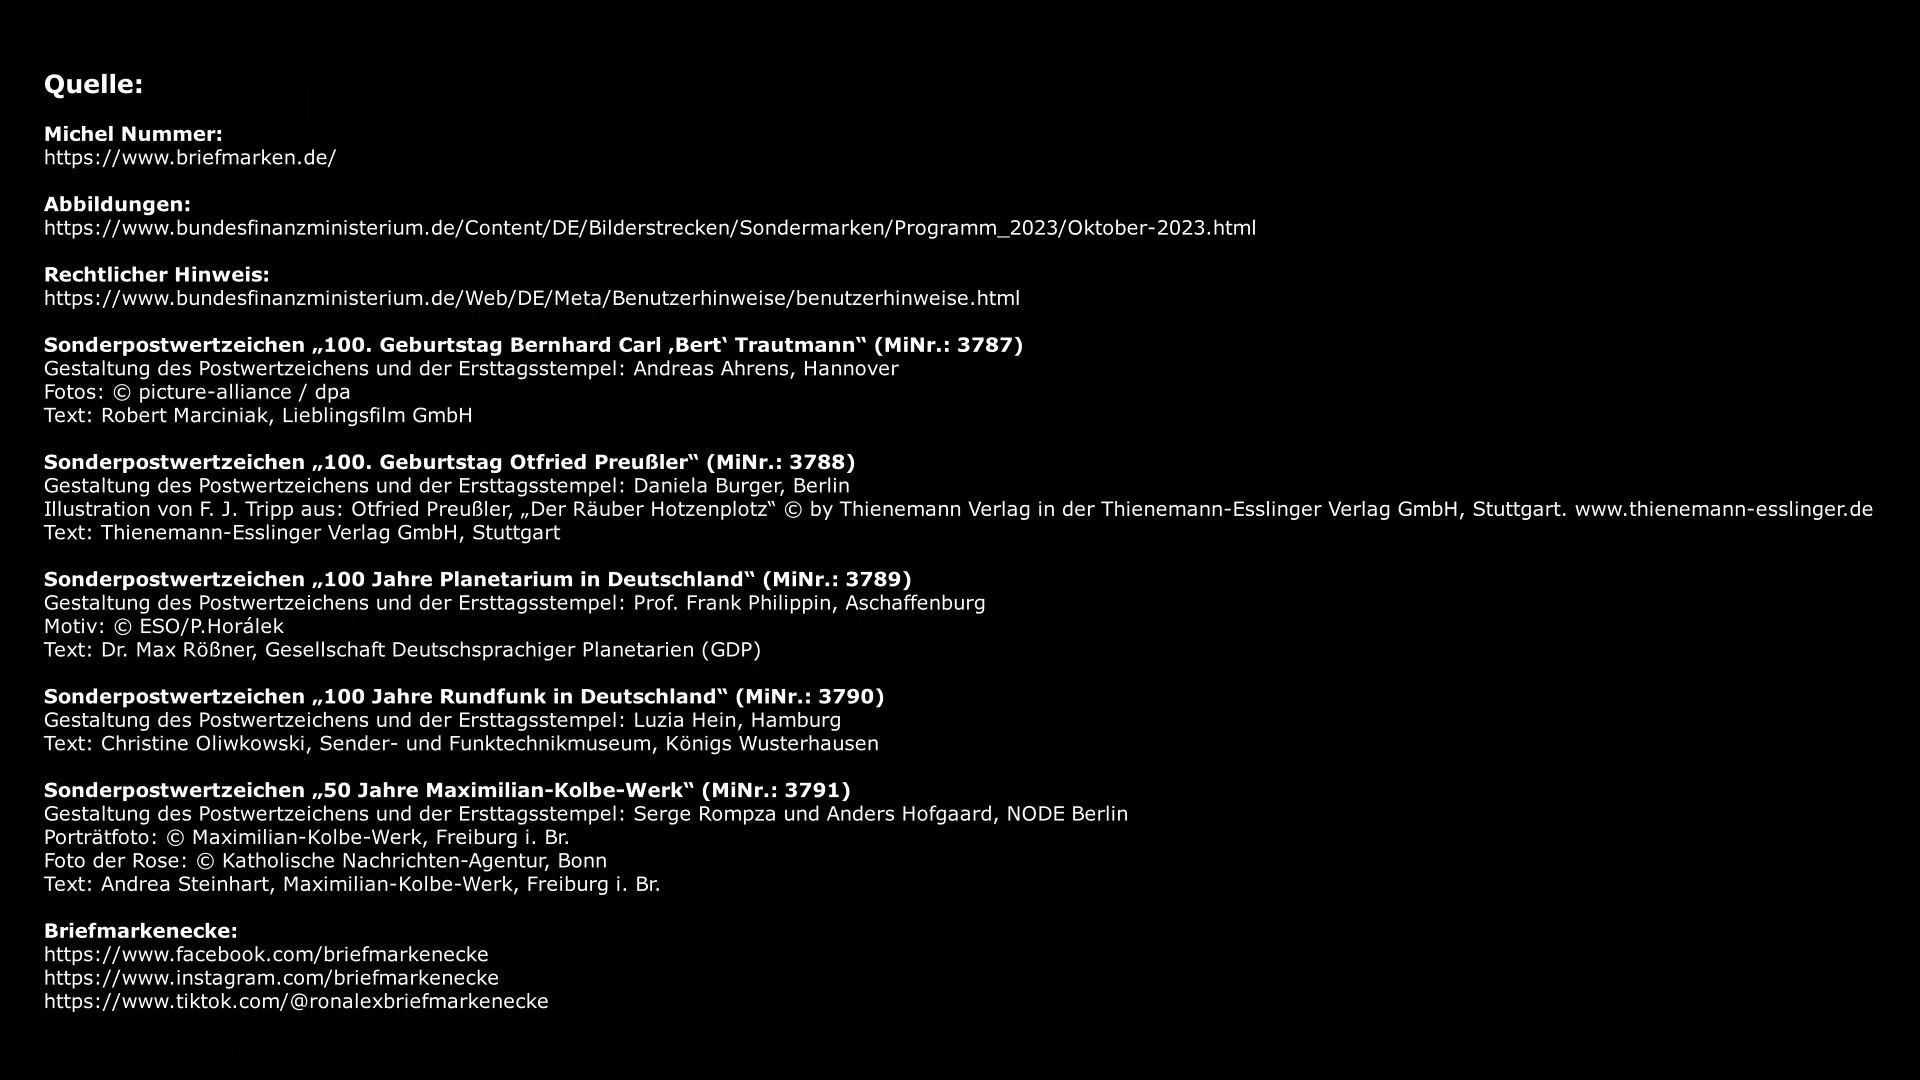 Quelle:
Michel Nummer:
https://www.briefmarken.de/
Abbildungen:
https://www.bundesfinanzministerium.de/Content/DE/Bilderstrecken/Sondermarken/Programm_2023/Oktober-2023.html
Rechtlicher Hinweis:
https://www.bundesfinanzministerium.de/Web/DE/Meta/Benutzerhinweise/benutzerhinweise.html
Sonderpostwertzeichen „100. Geburtstag Bernhard Carl ‚Bert‘ Trautmann“ (MiNr.: 3787)
Gestaltung des Postwertzeichens und der Ersttagsstempel: Andreas Ahrens, Hannover
Fotos: © picture-alliance / dpa
Text: Robert Marciniak, Lieblingsfilm GmbH
Sonderpostwertzeichen „100. Geburtstag Otfried Preußler“ (MiNr.: 3788)
Gestaltung des Postwertzeichens und der Ersttagsstempel: Daniela Burger, Berlin
Illustration von F. J. Tripp aus: Otfried Preußler, „Der Räuber Hotzenplotz“ © by Thienemann Verlag in der Thienemann-Esslinger Verlag GmbH, Stuttgart. www.thienemann-esslinger.de
Text: Thienemann-Esslinger Verlag GmbH, Stuttgart
Sonderpostwertzeichen „100 Jahre Planetarium in Deutschland“ (MiNr.: 3789)
Gestaltung des Postwertzeichens und der Ersttagsstempel: Prof. Frank Philippin, Aschaffenburg
Motiv: © ESO/P.Horálek
Text: Dr. Max Rößner, Gesellschaft Deutschsprachiger Planetarien (GDP)
Sonderpostwertzeichen „100 Jahre Rundfunk in Deutschland“ (MiNr.: 3790)
Gestaltung des Postwertzeichens und der Ersttagsstempel: Luzia Hein, Hamburg
Text: Christine Oliwkowski, Sender- und Funktechnikmuseum, Königs Wusterhausen
Sonderpostwertzeichen „50 Jahre Maximilian-Kolbe-Werk“ (MiNr.: 3791)
Gestaltung des Postwertzeichens und der Ersttagsstempel: Serge Rompza und Anders Hofgaard, NODE Berlin
Porträtfoto: © Maximilian-Kolbe-Werk, Freiburg i. Br.
Foto der Rose: © Katholische Nachrichten-Agentur, Bonn
Text: Andrea Steinhart, Maximilian-Kolbe-Werk, Freiburg i. Br.
Briefmarkenecke:
https://www.facebook.com/briefmarkenecke
https://www.instagram.com/briefmarkenecke
https://www.tiktok.com/@ronalexbriefmarkenecke